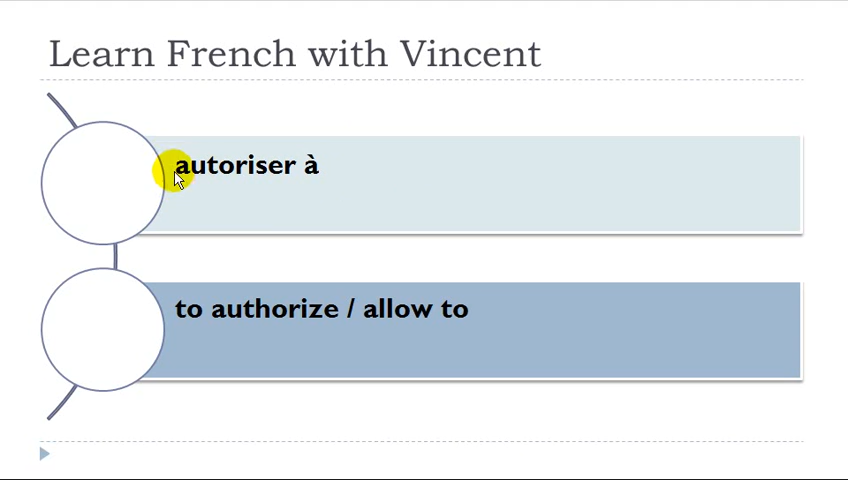 Learn French with Vincent
autoriser à
to authorize / allow to